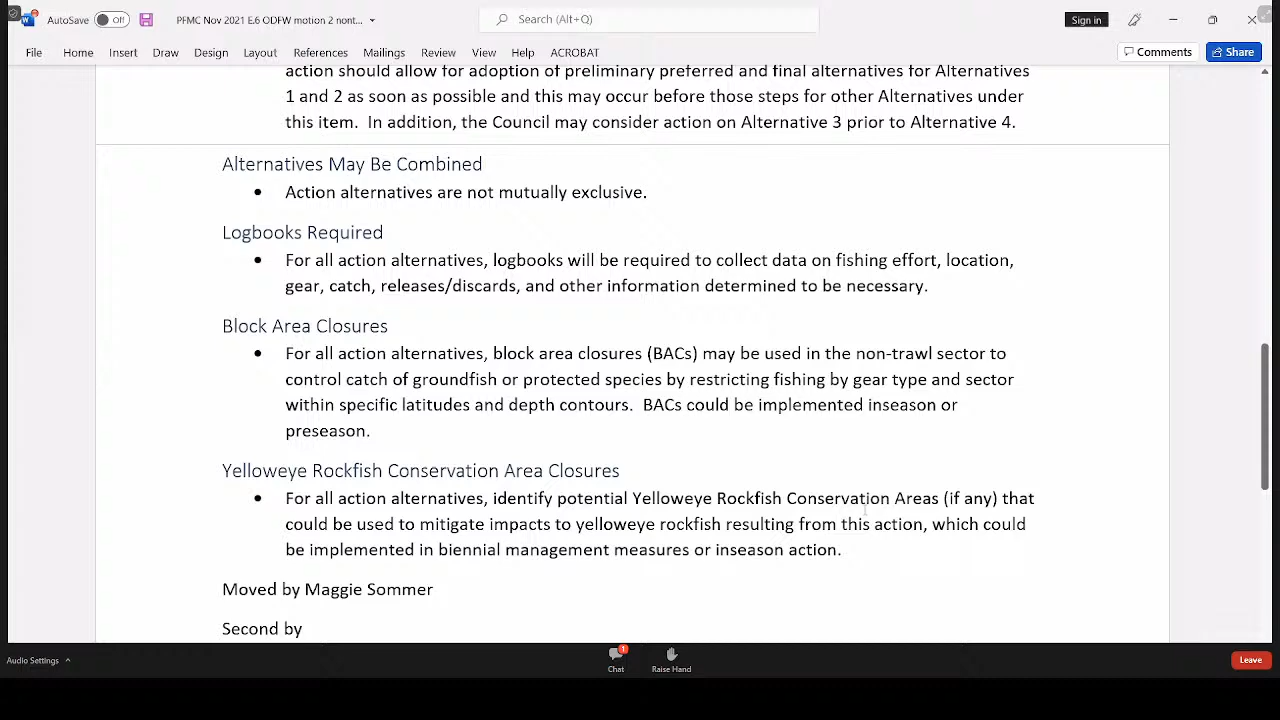 AutoSave
Off
PFMC Nov 2021 E.6 ODFW motion 2 nont...
Search (Alt+Q)
Sign in
File Home Insert Draw Design Layout References Mailings Review View Help ACROBAT
Comments
Share
action should allow for adoption of preliminary preferred and final alternatives for Alternatives
1 and 2 as soon as possible and this may occur before those steps for other Alternatives under
this item. In addition, the Council may consider action on Alternative 3 prior to Alternative 4.
Alternatives May Be Combined
• Action alternatives are not mutually exclusive.
Logbooks Required
• For all action alternatives, logbooks will be required to collect data on fishing effort, location,
gear, catch, releases/discards, and other information determined to be necessary.
Block Area Closures
• For all action alternatives, block area closures (BACs) may be used in the non-trawl sector to
control catch of groundfish or protected species by restricting fishing by gear type and sector
within specific latitudes and depth contours. BACs could be implemented inseason or
preseason.
Yelloweye Rockfish Conservation Area Closures
• For all action alternatives, identify potential Yelloweye Rockfish Conservation Areas (if any) that
could be used to mitigate impacts to yelloweye rockfish resulting from this action, which could
be implemented in biennial management measures or inseason action.
Moved by Maggie Sommer
Second by
Audio Settings
1
Chat
Raise Hand
Leave